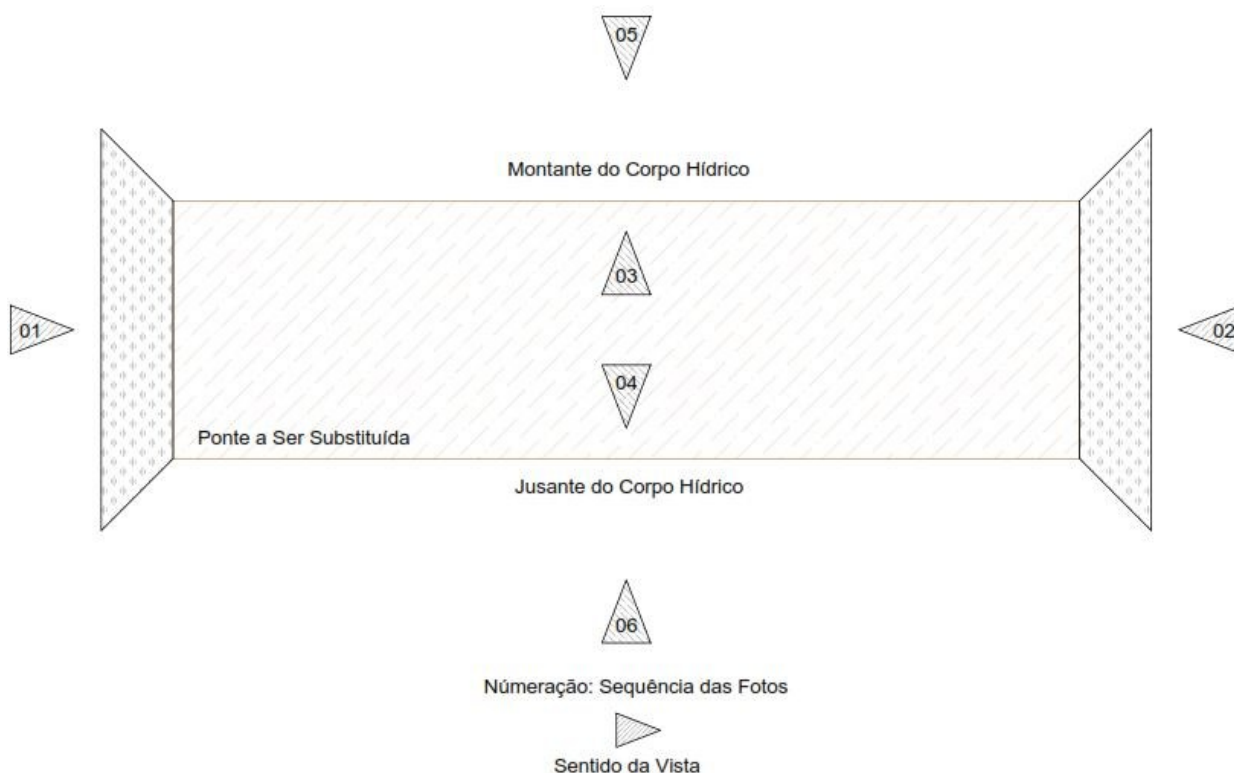 05
Montante do Corpo Hídrico
03
01
02
04
Ponte a Ser Substituída
Jusante do Corpo Hídrico
06
Númeração: Sequência das Fotos
Sentido da Vista